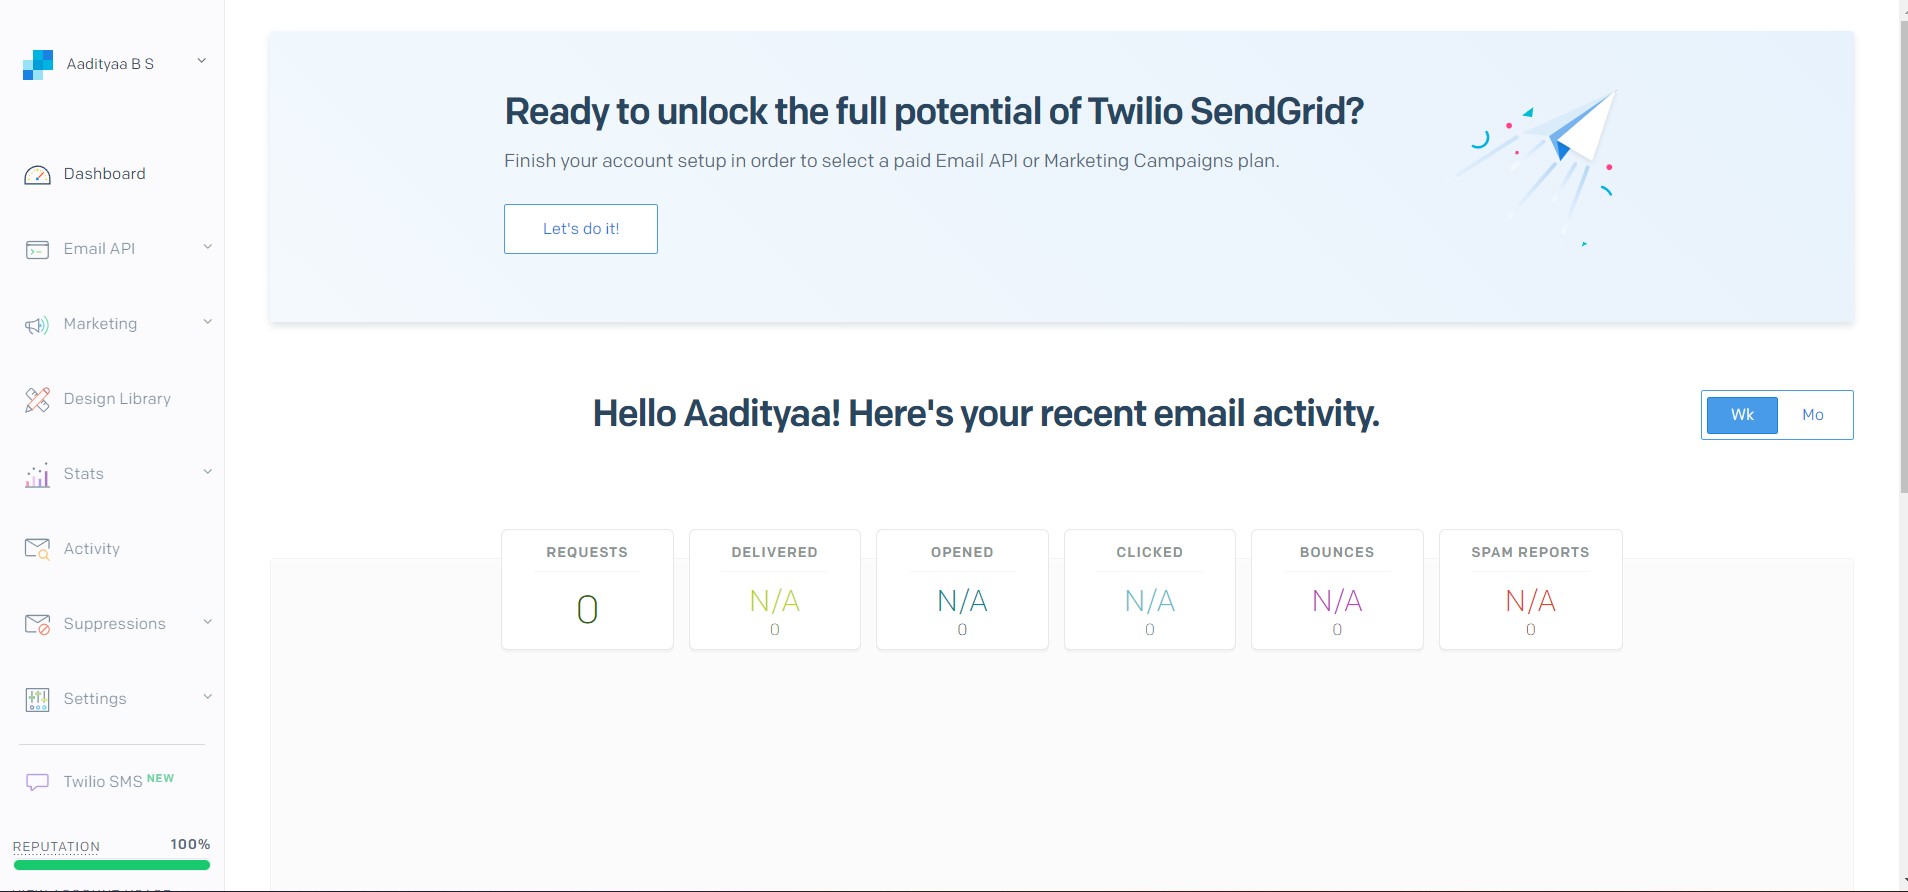 Aadityaa B S
Dashboard
Email API
Marketing
Design Library
Stats
Activity
Suppressions
Settings
Twilio SMS NEW
REPUTATION 100%
Ready to unlock the full potential of Twilio SendGrid?
Finish your account setup in order to select a paid Email API or Marketing Campaigns plan.
Let's do it!
Hello Aadityaa! Here's your recent email activity.
Wk Mo
REQUESTS DELIVERED OPENED CLICKED BOUNCES SPAM REPORTS
0 N/A N/A N/A N/A N/A
0 0 0 0 0